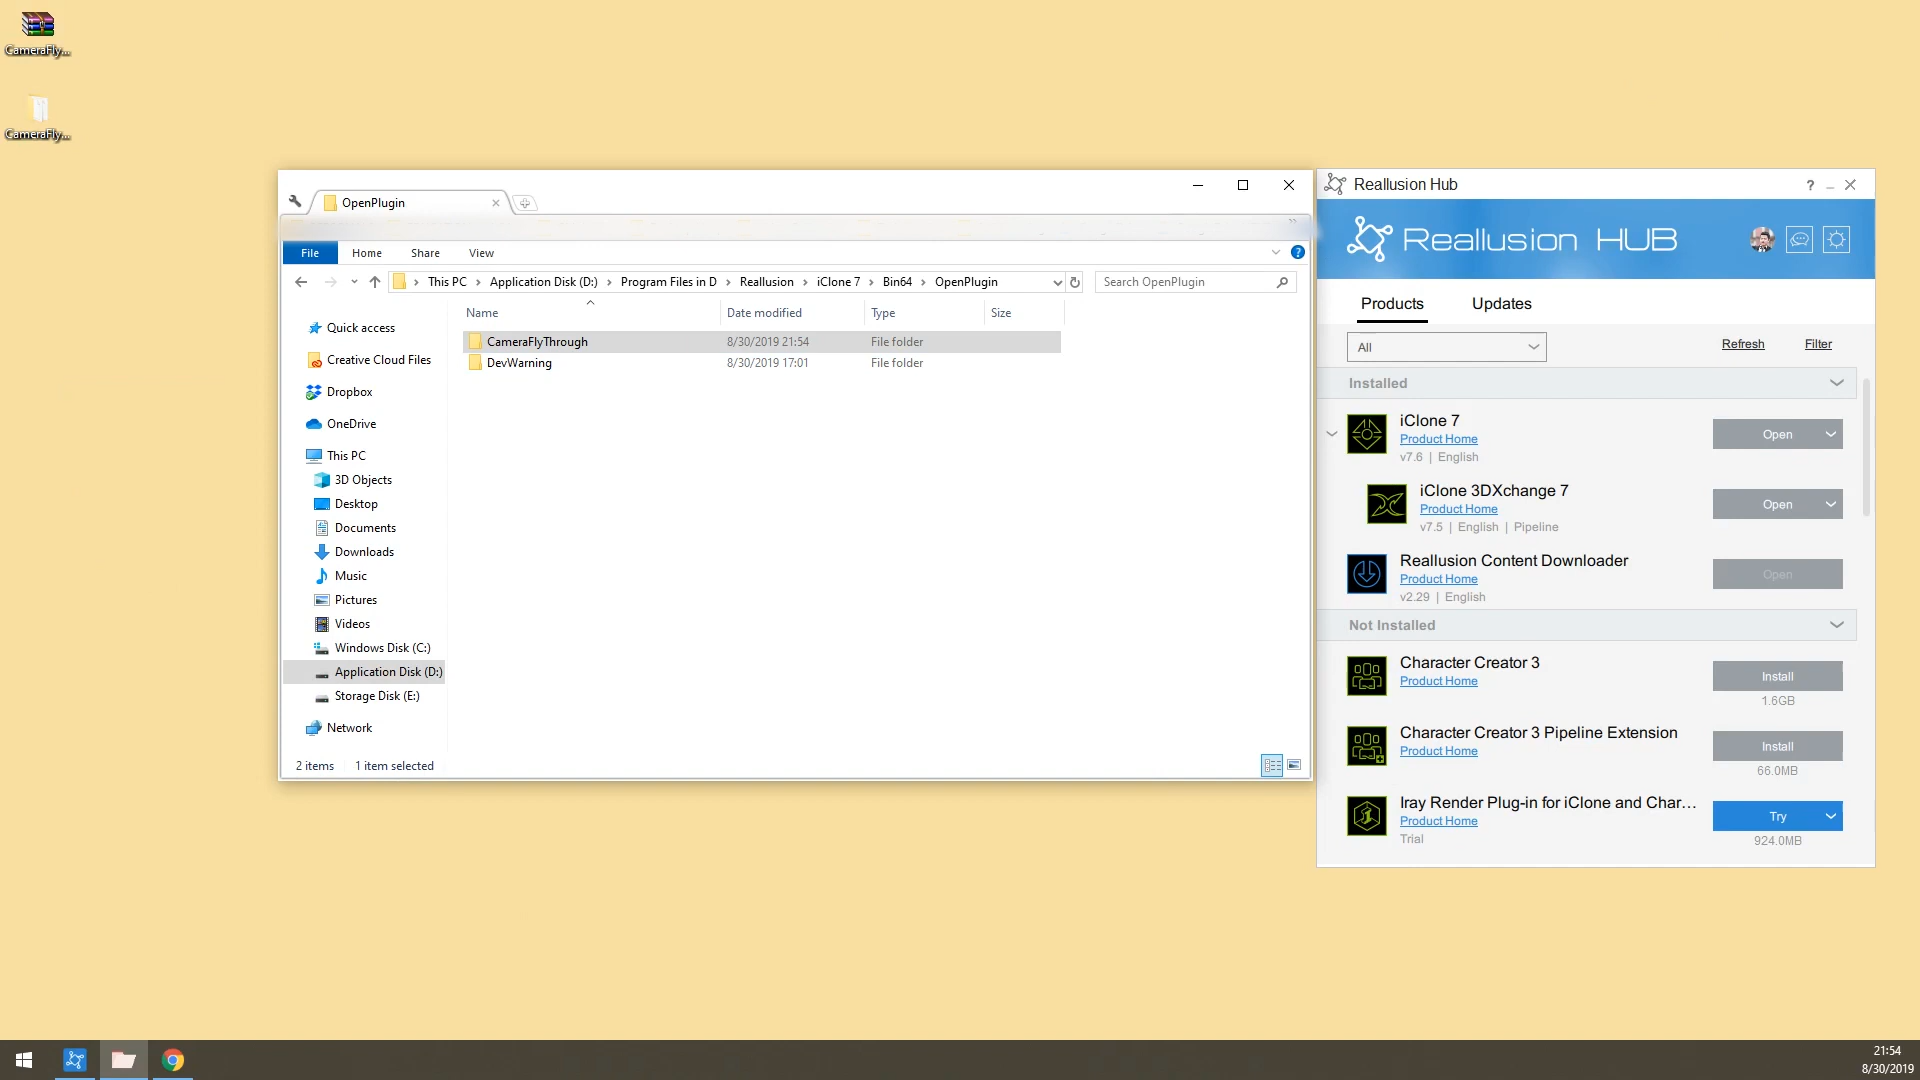 CameraFly...
CameraFly...
OpenPlugin
File Home Share View
This PC Application Disk (D:) Program Files in D Reallusion iClone 7 Bin64 OpenPlugin
Search OpenPlugin
Name Date modified Type Size
CameraFlyThrough 8/30/2019 21:54 File folder
DevWarning 8/30/2019 17:01 File folder
Quick access
Creative Cloud Files
Dropbox
OneDrive
This PC
3D Objects
Desktop
Documents
Downloads
Music
Pictures
Videos
Windows Disk (C:)
Application Disk (D:)
Storage Disk (E:)
Network
2 items 1 item selected
Reallusion Hub ?
Reallusion HUB
Products Updates
All Refresh Filter
Installed
iClone 7
Product Home
v7.6 | English
Open
iClone 3DXchange 7
Product Home
v7.5 | English | Pipeline
Open
Reallusion Content Downloader
Product Home
v2.29 | English
Open
Not Installed
Character Creator 3
Product Home
Install
1.6GB
Character Creator 3 Pipeline Extension
Product Home
Install
66.0MB
Iray Render Plug-in for iClone and Char...
Product Home
Trial
Try
924.0MB
21:54
8/30/2019